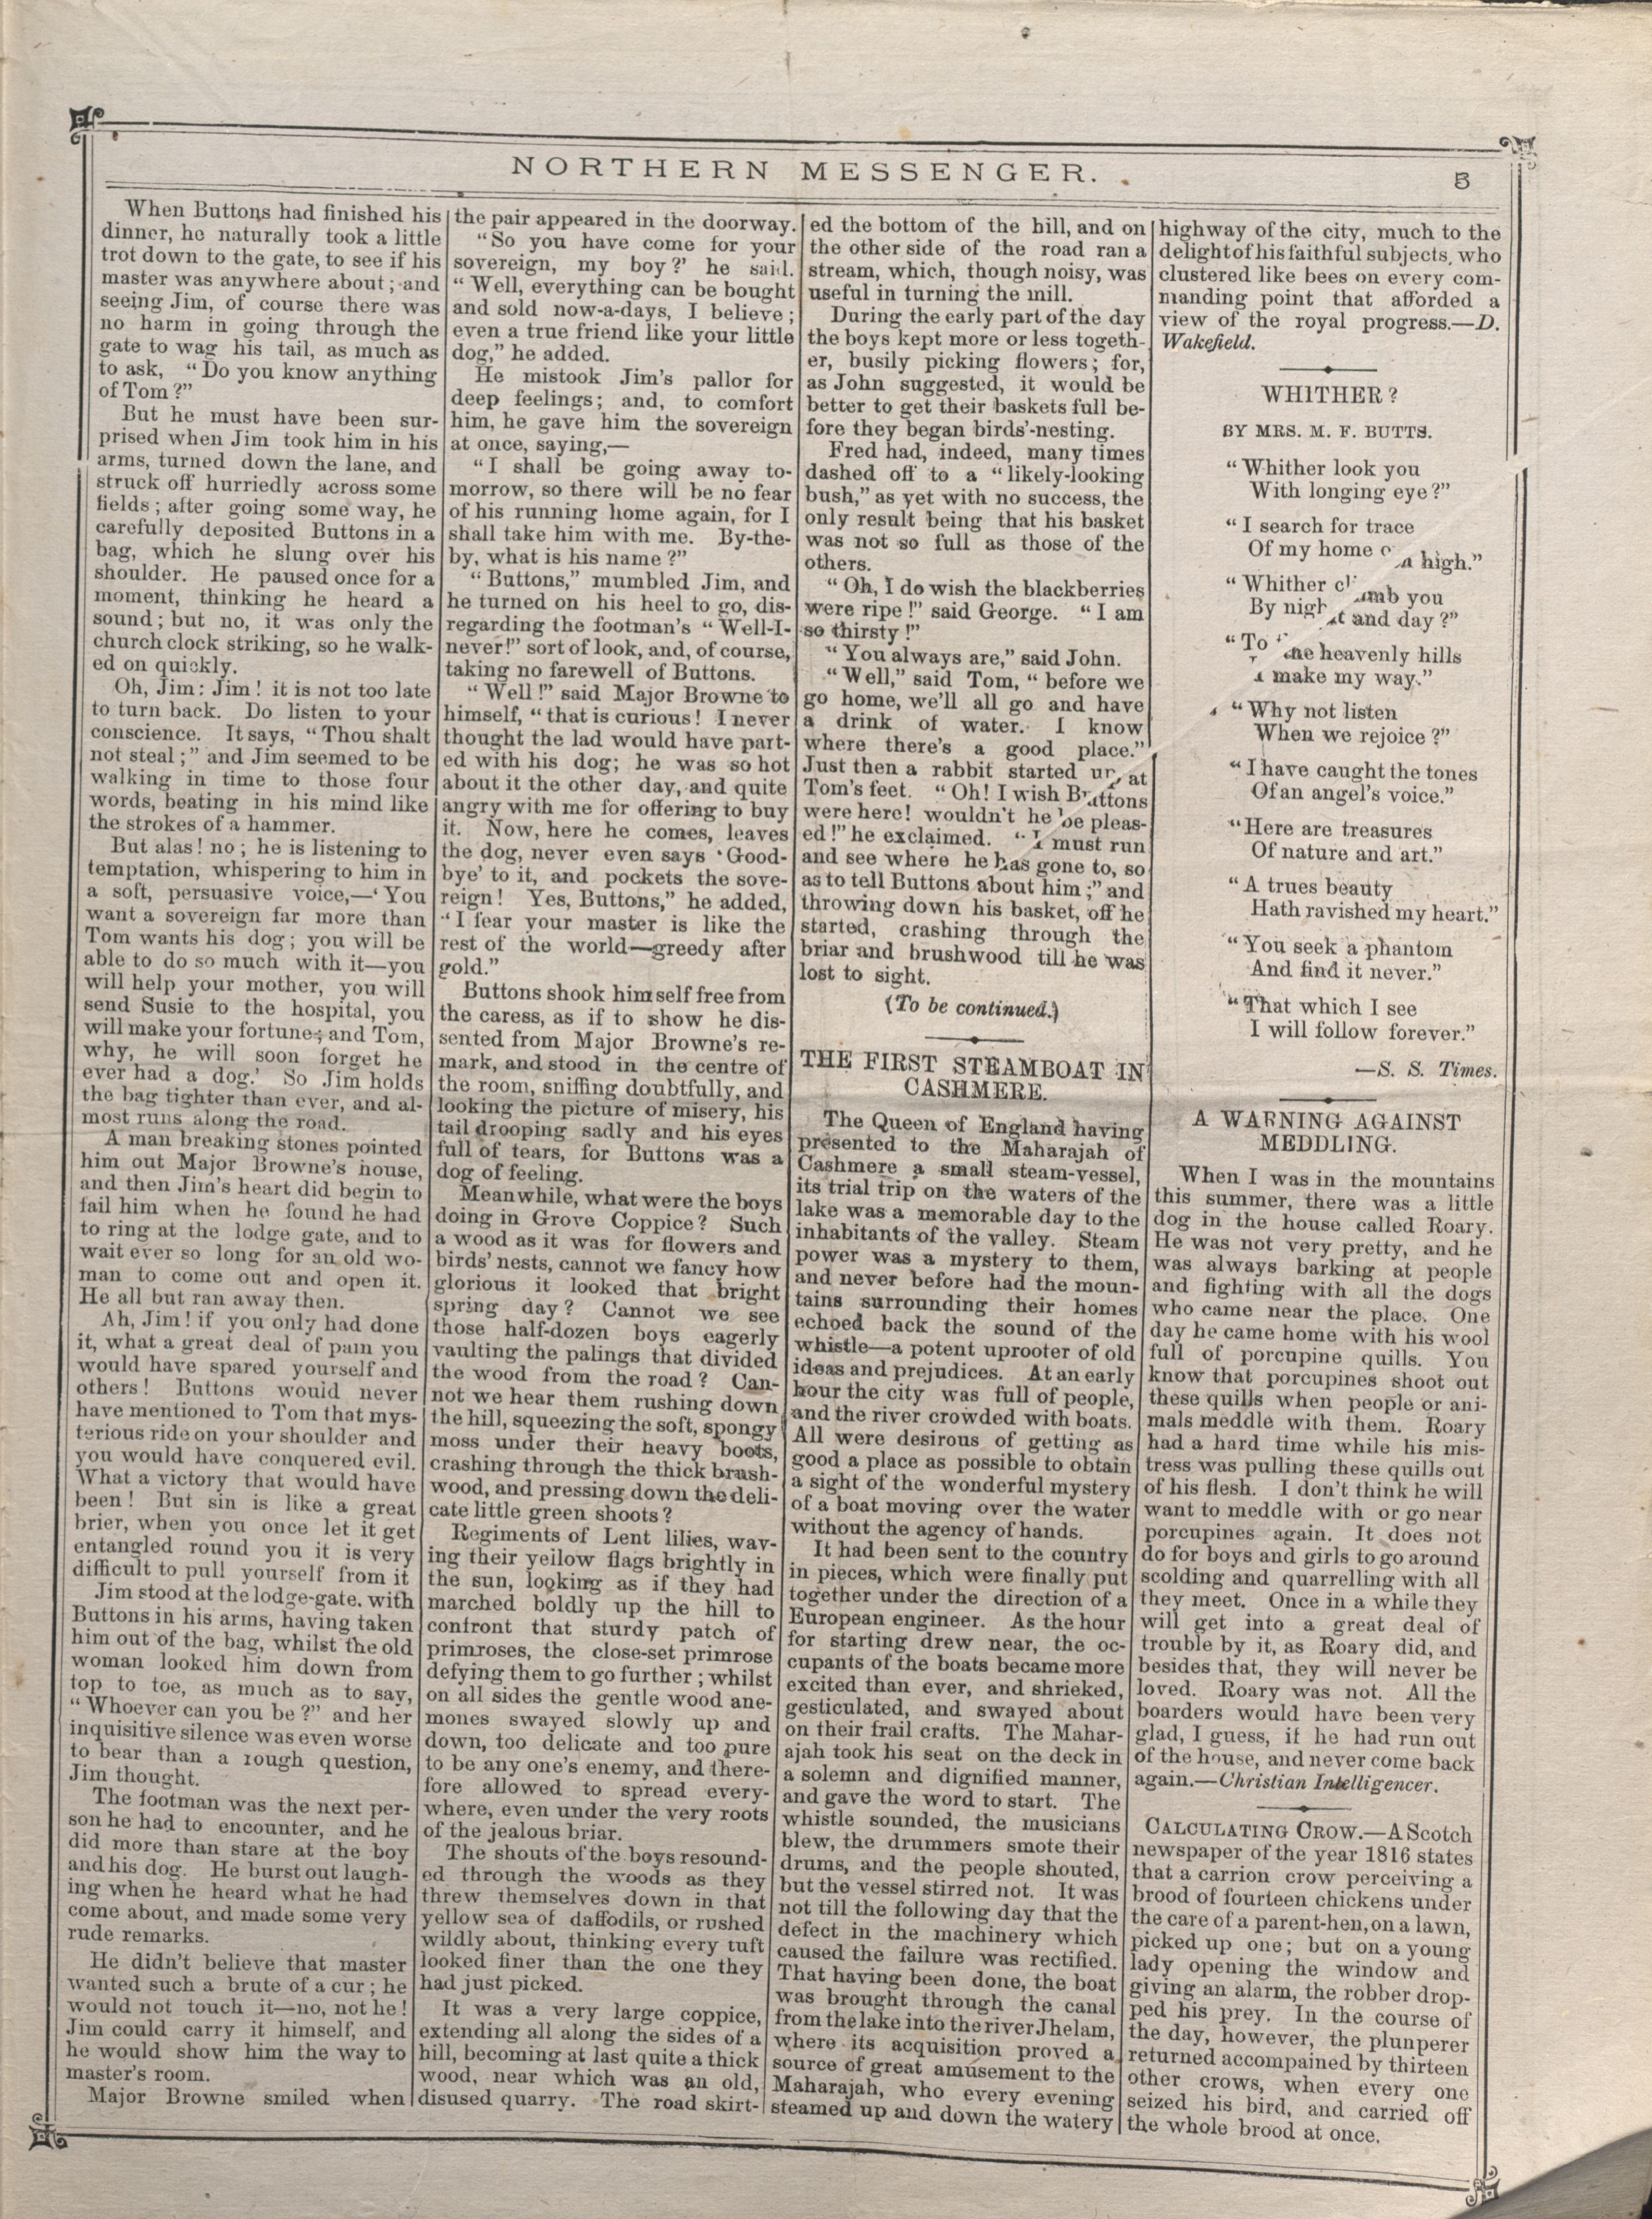 NORTHERN MESSENGER.
5
When Buttons had finished his
dinner, he naturally took a little
trot down to the gate, to see if his
master was anywhere about; and
seeing Jim, of course there was
no harm in going through the
gate to wag his tail, as much as
to ask, "Do you know anything
of Tom?"
But he must have been sur-
prised when Jim took him in his
arms, turned down the lane, and
struck off hurriedly across some
fields; after going some way, he
carefully deposited Buttons in a
bag, which he slung over his
shoulder. He paused once for a
moment, thinking he heard a
sound; but no, it was only the
church clock striking, so he walk-
ed on quickly.
Oh, Jim: Jim! it is not too late
to turn back. Do listen to your
conscience. It says, "Thou shalt
not steal;" and Jim seemed to be
walking in time to those four
words, beating in his mind like
the strokes of a hammer.
But alas! no; he is listening to
temptation, whispering to him in
a soft, persuasive voice,—'You
want a sovereign far more than
Tom wants his dog; you will be
able to do so much with it—you
will help your mother, you will
send Susie to the hospital, you
will make your fortune; and Tom,
why, he will soon forget he
ever had a dog.' So Jim holds
the bag tighter than ever, and al-
most runs along the road.
A man breaking stones pointed
him out Major Browne's house,
and then Jim's heart did begin to
fail him when he found he had
to ring at the lodge gate, and to
wait ever so long for an old wo-
man to come out and open it.
He all but ran away then.
Ah, Jim! if you only had done
it, what a great deal of pain you
would have spared yourself and
others! Buttons would never
have mentioned to Tom that mys-
terious ride on your shoulder and
you would have conquered evil.
What a victory that would have
been! But sin is like a great
brier, when you once let it get
entangled round you it is very
difficult to pull yourself from it
Jim stood at the lodge-gate. with
Buttons in his arms, having taken
him out of the bag, whilst the old
woman looked him down from
top to toe, as much as to say,
"Whoever can you be?" and her
inquisitive silence was even worse
to bear than a rough question,
Jim thought.
The footman was the next per-
son he had to encounter, and he
did more than stare at the boy
and his dog. He burst out laugh-
ing when he heard what he had
come about, and made some very
rude remarks.
He didn't believe that master
wanted such a brute of a cur; he
would not touch it—no, not he!
Jim could carry it himself, and
he would show him the way to
master's room.
Major Browne smiled when
the pair appeared in the doorway.
"So you have come for your
sovereign, my boy?' he said.
"Well, everything can be bought
and sold now-a-days, I believe;
even a true friend like your little
dog," he added.
He mistook Jim's pallor for
deep feelings; and, to comfort
him, he gave him the sovereign
at once, saying,—
"I shall be going away to-
morrow, so there will be no fear
of his running home again, for I
shall take him with me. By-the-
by, what is his name?"
"Buttons," mumbled Jim, and
he turned on his heel to go, dis-
regarding the footman's "Well-I-
never!" sort of look, and, of course,
taking no farewell of Buttons.
"Well!" said Major Browne to
himself, "that is curious! I never
thought the lad would have part-
ed with his dog; he was so hot
about it the other day, and quite
angry with me for offering to buy
it. Now, here he comes, leaves
the dog, never even says 'Good-
bye' to it, and pockets the sove-
reign! Yes, Buttons," he added,
"I fear your master is like the
rest of the world—greedy after
gold."
Buttons shook himself free from
the caress, as if to show he dis-
sented from Major Browne's re-
mark, and stood in the centre of
the room, sniffing doubtfully, and
looking the picture of misery, his
tail drooping sadly and his eyes
full of tears, for Buttons was a
dog of feeling.
Meanwhile, what were the boys
doing in Grove Coppice? Such
a wood as it was for flowers and
birds' nests, cannot we fancy how
glorious it looked that bright
spring day? Cannot we see
those half-dozen boys eagerly
vaulting the palings that divided
the wood from the road? Can-
not we hear them rushing down
the hill, squeezing the soft, spongy
moss under their heavy boots,
crashing through the thick brush-
wood, and pressing down the deli-
cate little green shoots?
Regiments of Lent lilies, wav-
ing their yellow flags brightly in
the sun, looking as if they had
marched boldly up the hill to
confront that sturdy patch of
primroses, the close-set primrose
defying them to go further; whilst
on all sides the gentle wood ane-
mones swayed slowly up and
down, too delicate and too pure
to be any one's enemy, and there-
fore allowed to spread every-
where, even under the very roots
of the jealous briar.
The shouts of the boys resound-
ed through the woods as they
threw themselves down in that
yellow sea of daffodils, or rushed
wildly about, thinking every tuft
looked finer than the one they
had just picked.
It was a very large coppice,
extending all along the sides of a
hill, becoming at last quite a thick
wood, near which was an old,
disused quarry. The road skirt-
ed the bottom of the hill, and on
the other side of the road ran a
stream, which, though noisy, was
useful in turning the mill.
During the early part of the day
the boys kept more or less togeth-
er, busily picking flowers; for,
as John suggested, it would be
better to get their baskets full be-
fore they began birds'-nesting.
Fred had, indeed, many times
dashed off to a "likely-looking
bush," as yet with no success, the
only result being that his basket
was not so full as those of the
others.
"Oh, I do wish the blackberries
were ripe!" said George. "I am
so thirsty!"
"You always are," said John.
"Well," said Tom, "before we
go home, we'll all go and have
a drink of water. I know
where there's a good place."
Just then a rabbit started up at
Tom's feet. "Oh! I wish Buttons
were here! wouldn't he be pleas-
ed!" he exclaimed. "I must run
and see where he has gone to, so
as to tell Buttons about him;" and
throwing down his basket, off he
started, crashing through the
briar and brushwood till he was
lost to sight.
(To be continued.)
THE FIRST STEAMBOAT IN
CASHMERE.
The Queen of England having
presented to the Maharajah of
Cashmere a small steam-vessel,
its trial trip on the waters of the
lake was a memorable day to the
inhabitants of the valley. Steam
power was a mystery to them,
and never before had the moun-
tains surrounding their homes
echoed back the sound of the
whistle—a potent uprooter of old
ideas and prejudices. At an early
hour the city was full of people,
and the river crowded with boats.
All were desirous of getting as
good a place as possible to obtain
a sight of the wonderful mystery
of a boat moving over the water
without the agency of hands.
It had been sent to the country
in pieces, which were finally put
together under the direction of a
European engineer. As the hour
for starting drew near, the oc-
cupants of the boats became more
excited than ever, and shrieked,
gesticulated, and swayed about
on their frail crafts. The Mahar-
ajah took his seat on the deck in
a solemn and dignified manner,
and gave the word to start. The
whistle sounded, the musicians
blew, the drummers smote their
drums, and the people shouted,
but the vessel stirred not. It was
not till the following day that the
defect in the machinery which
caused the failure was rectified.
That having been done, the boat
was brought through the canal
from the lake into the river Jhelam,
where its acquisition proved a
source of great amusement to the
Maharajah, who every evening
steamed up and down the watery
highway of the city, much to the
delight of his faithful subjects, who
clustered like bees on every com-
manding point that afforded a
view of the royal progress.—D.
Wakefield.
WHITHER?
BY MRS. M. F. BUTTS.
"Whither look you
With longing eye?"
"I search for trace
Of my home on high."
"Whither climb you
By night and day?"
"To the heavenly hills
I make my way."
"Why not listen
When we rejoice?"
"I have caught the tones
Of an angel's voice."
"Here are treasures
Of nature and art."
"A trues beauty
Hath ravished my heart."
"You seek a phantom
And find it never."
"That which I see
I will follow forever."
—S. S. Times.
A WARNING AGAINST
MEDDLING.
When I was in the mountains
this summer, there was a little
dog in the house called Roary.
He was not very pretty, and he
was always barking at people
and fighting with all the dogs
who came near the place. One
day he came home with his wool
full of porcupine quills. You
know that porcupines shoot out
these quills when people or ani-
mals meddle with them. Roary
had a hard time while his mis-
tress was pulling these quills out
of his flesh. I don't think he will
want to meddle with or go near
porcupines again. It does not
do for boys and girls to go around
scolding and quarrelling with all
they meet. Once in a while they
will get into a great deal of
trouble by it, as Roary did, and
besides that, they will never be
loved. Roary was not. All the
boarders would have been very
glad, I guess, if he had run out
of the house, and never come back
again.—Christian Intelligencer.
CALCULATING CROW.—A Scotch
newspaper of the year 1816 states
that a carrion crow perceiving a
brood of fourteen chickens under
the care of a parent-hen, on a lawn,
picked up one; but on a young
lady opening the window and
giving an alarm, the robber drop-
ped his prey. In the course of
the day, however, the plunperer
returned accompained by thirteen
other crows, when every one
seized his bird, and carried off
the whole brood at once.